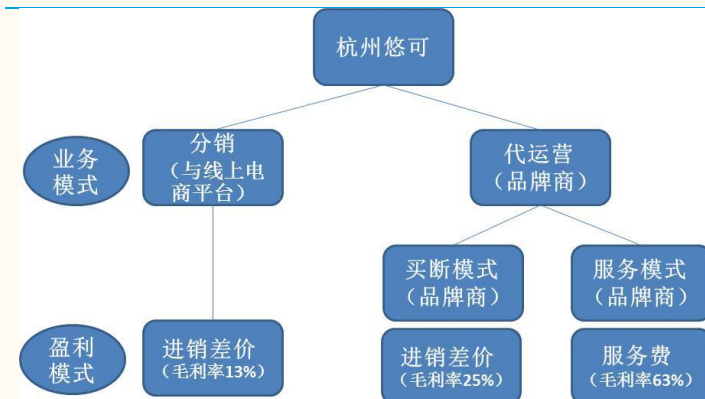 杭州悠可
业务
模式
分销
（与线上电
商平台）
代运营
（品牌商）
买断模式
（品牌商）
服务模式
（品牌商）
盈利
模式
进销差价
（毛利率13%）
进销差价
（毛利率25%）
服务费
（毛利率63%）